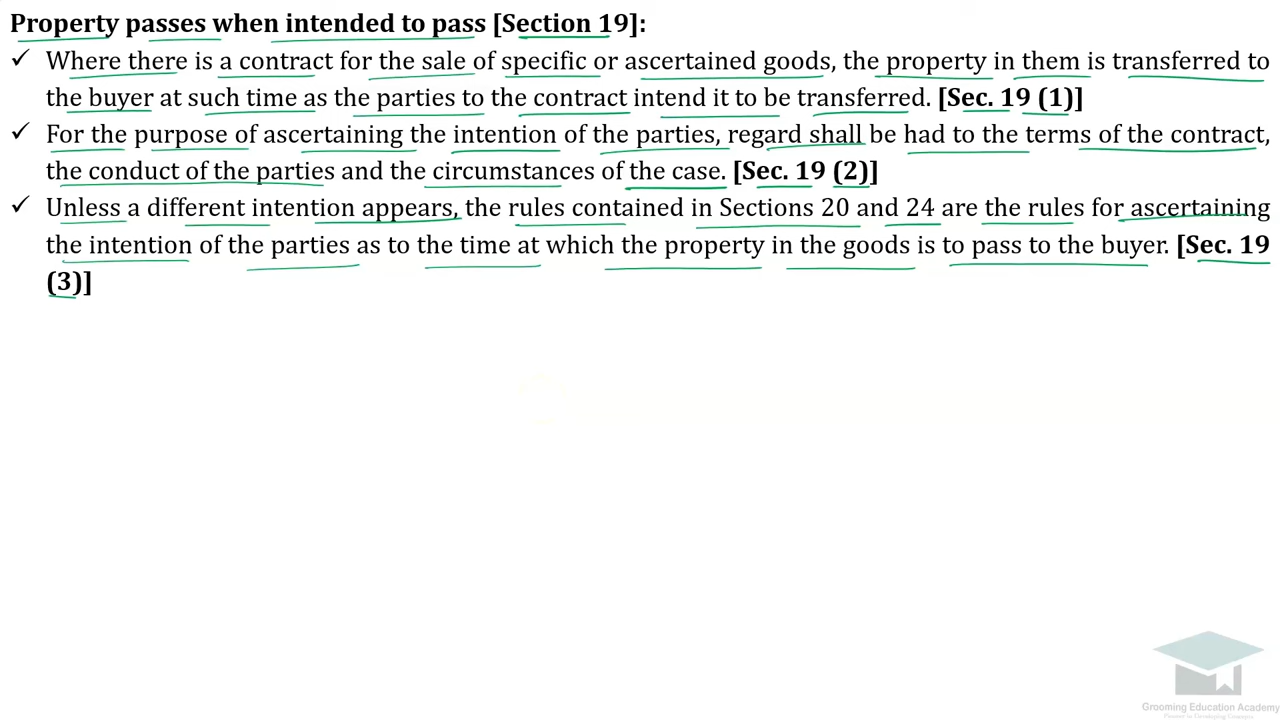 Property passes when intended to pass [Section 19]:
✓ Where there is a contract for the sale of specific or ascertained goods, the property in them is transferred to
the buyer at such time as the parties to the contract intend it to be transferred. [Sec. 19 (1)]
✓ For the purpose of ascertaining the intention of the parties, regard shall be had to the terms of the contract,
the conduct of the parties and the circumstances of the case. [Sec. 19 (2)]
✓ Unless a different intention appears, the rules contained in Sections 20 and 24 are the rules for ascertaining
the intention of the parties as to the time at which the property in the goods is to pass to the buyer. [Sec. 19
(3)]
Grooming Education Academy
Pioneer in Developing Concepts